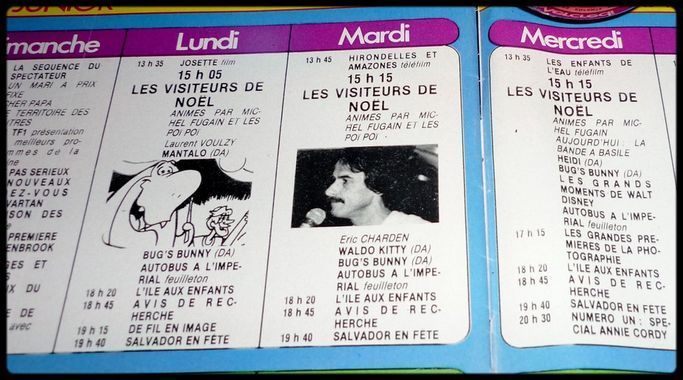 JUNIOR
imanche
LA SEQUENCE DU
SPECTATEUR
UN MARI A PRIX
FIXE
CHER PAPA
E TERRITOIRE DES
TRES
TF1 présentation
meilleurs pro-
mmes de la
ine
PAS SERIEUX
NOUVEAUX
EZ-VOUS
VARTAN
SON DES
PREMIERE
ENBROOK
GES ET
IX DU
DE
avec
Lundi
13 h 35 JOSETTE film
15 h 05
LES VISITEURS DE
NOËL
ANIMES PAR MIC-
HEL FUGAIN ET LES
POI POI
Laurent VOULZY
MANTALO (DA)
BUG'S BUNNY (DA)
AUTOBUS A L'IMPE-
RIAL feuilleton
18 h 20 L'ILE AUX ENFANTS
18 h 45 AVIS DE REC-
HERCHE
19 h 15 DE FIL EN IMAGE
19 h 40 SALVADOR EN FÊTE
Mardi
13 h 45 HIRONDELLES ET
AMAZONES téléfilm
15 h 15
LES VISITEURS DE
NOËL
ANIMES PAR MIC-
HEL FUGAIN ET LES
POI POI
Eric CHARDEN
WALDO KITTY (DA)
BUG'S BUNNY (DA)
AUTOBUS A L'IMPE-
RIAL feuilleton
18 h 20 L'ILE AUX ENFANTS
18 h 45 AVIS DE REC-
HERCHE
19 h 40 SALVADOR EN FÊTE
Mercredi
13 h 35 LES ENFANTS DE
L'EAU téléfilm
15 h 15
LES VISITEURS DE
NOËL
ANIMES PAR MIC-
HEL FUGAIN
AUJOURD'HUI : LA
BANDE A BASILE
HEIDI (DA)
BUG'S BUNNY (DA)
LES GRANDS
MOMENTS DE WALT
DISNEY
AUTOBUS A L'IMPE-
RIAL feuilleton
17 h 15 LES GRANDES PRE-
MIERES DE LA PHO-
TOGRAPHIE
18 h 20 L'ILE AUX ENFANTS
18 h 45 AVIS DE REC-
HERCHE
19 h 40 SALVADOR EN FÊTE
20 h 30 NUMERO UN : SPE-
CIAL ANNIE CORDY